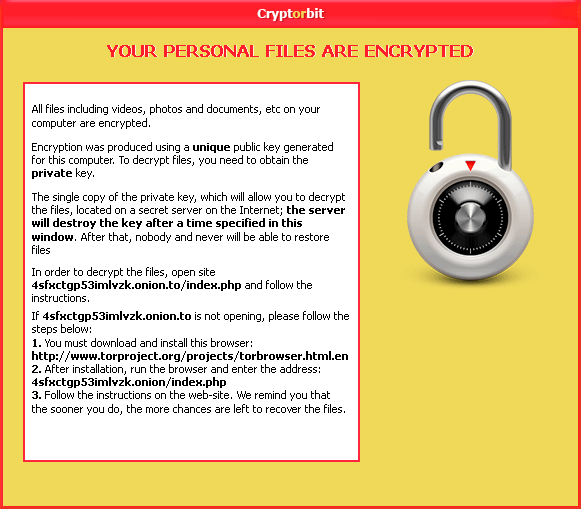 Cryptorbit
YOUR PERSONAL FILES ARE ENCRYPTED
All files including videos, photos and documents, etc on your
computer are encrypted.
Encryption was produced using a unique public key generated
for this computer. To decrypt files, you need to obtain the
private key.
The single copy of the private key, which will allow you to decrypt
the files, located on a secret server on the Internet; the server
will destroy the key after a time specified in this
window. After that, nobody and never will be able to restore
files
In order to decrypt the files, open site
4sfxctgp53imlvzk.onion.to/index.php and follow the
instructions.
If 4sfxctgp53imlvzk.onion.to is not opening, please follow the
steps below:
1. You must download and install this browser:
http://www.torproject.org/projects/torbrowser.html.en
2. After installation, run the browser and enter the address:
4sfxctgp53imlvzk.onion/index.php
3. Follow the instructions on the web-site. We remind you that
the sooner you do, the more chances are left to recover the files.